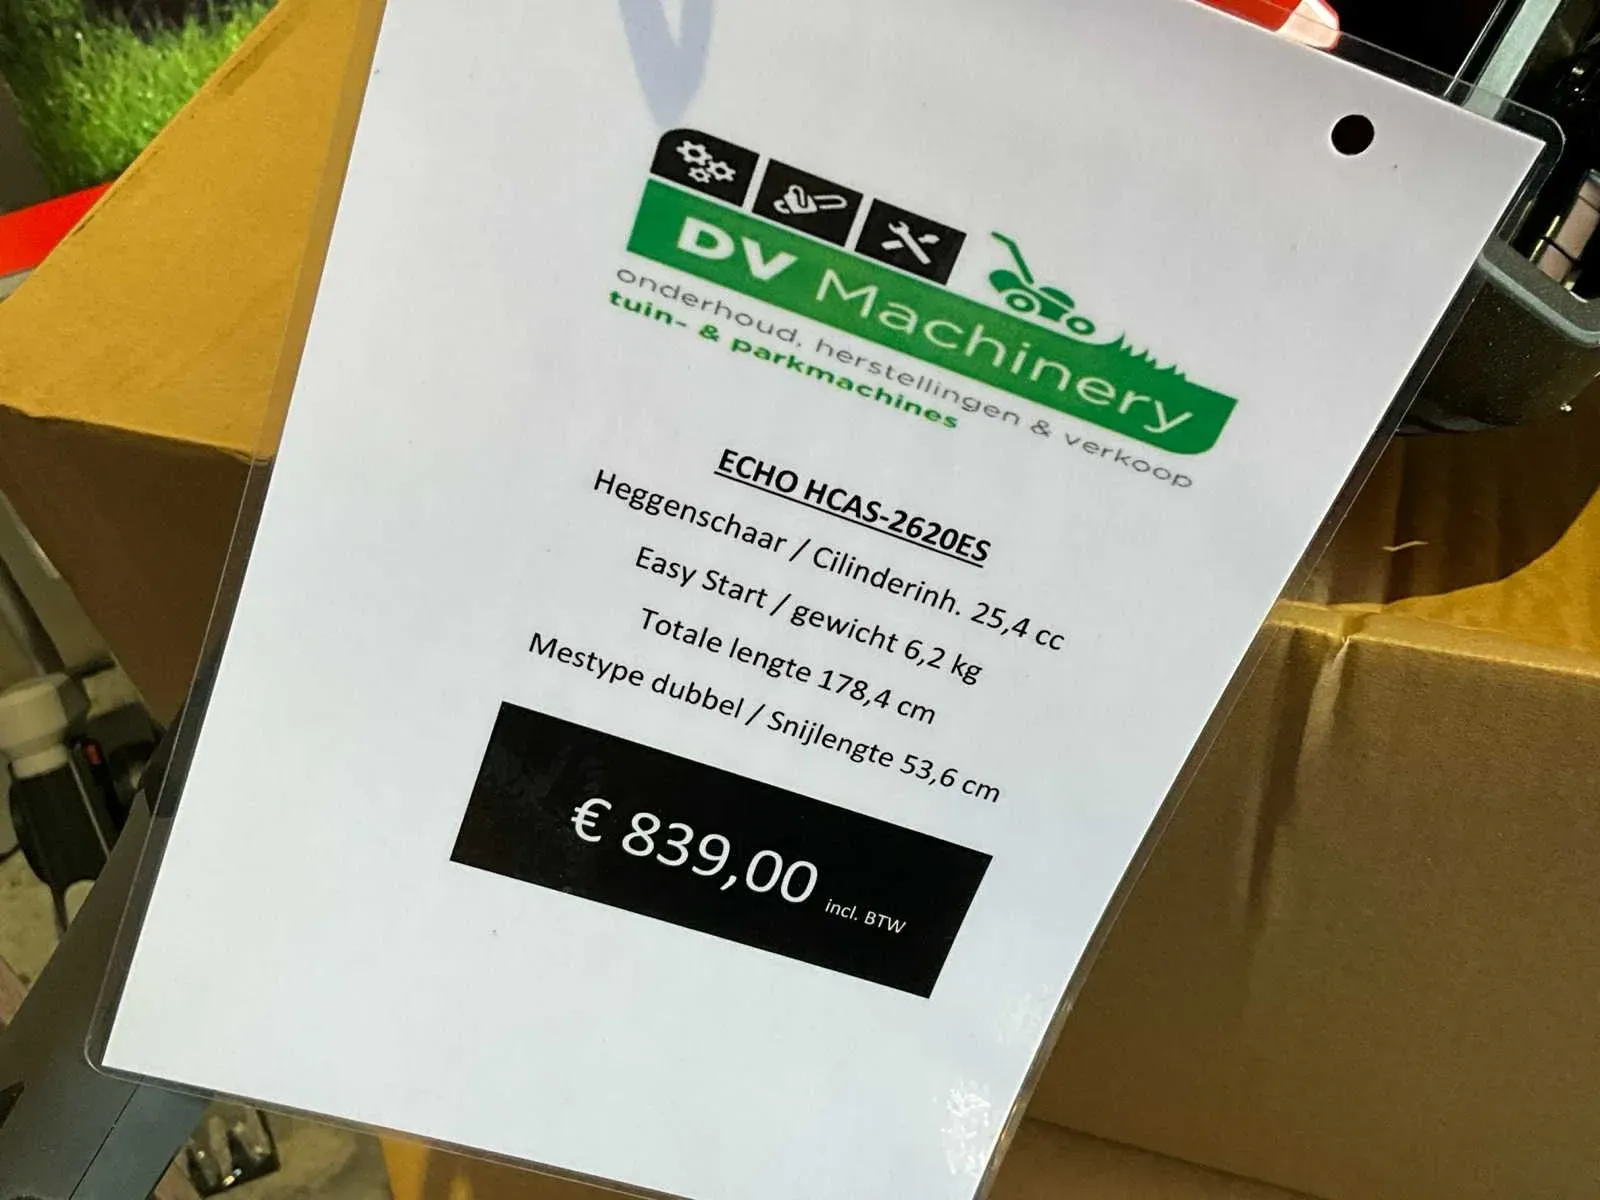 DV Machinery
onderhoud, herstellingen & verkoop
tuin- & parkmachines
ECHO HCAS-2620ES
Heggenschaar / Cilinderinh. 25,4 cc
Easy Start / gewicht 6,2 kg
Totale lengte 178,4 cm
Mestype dubbel / Snijlengte 53,6 cm
€ 839,00 incl. BTW